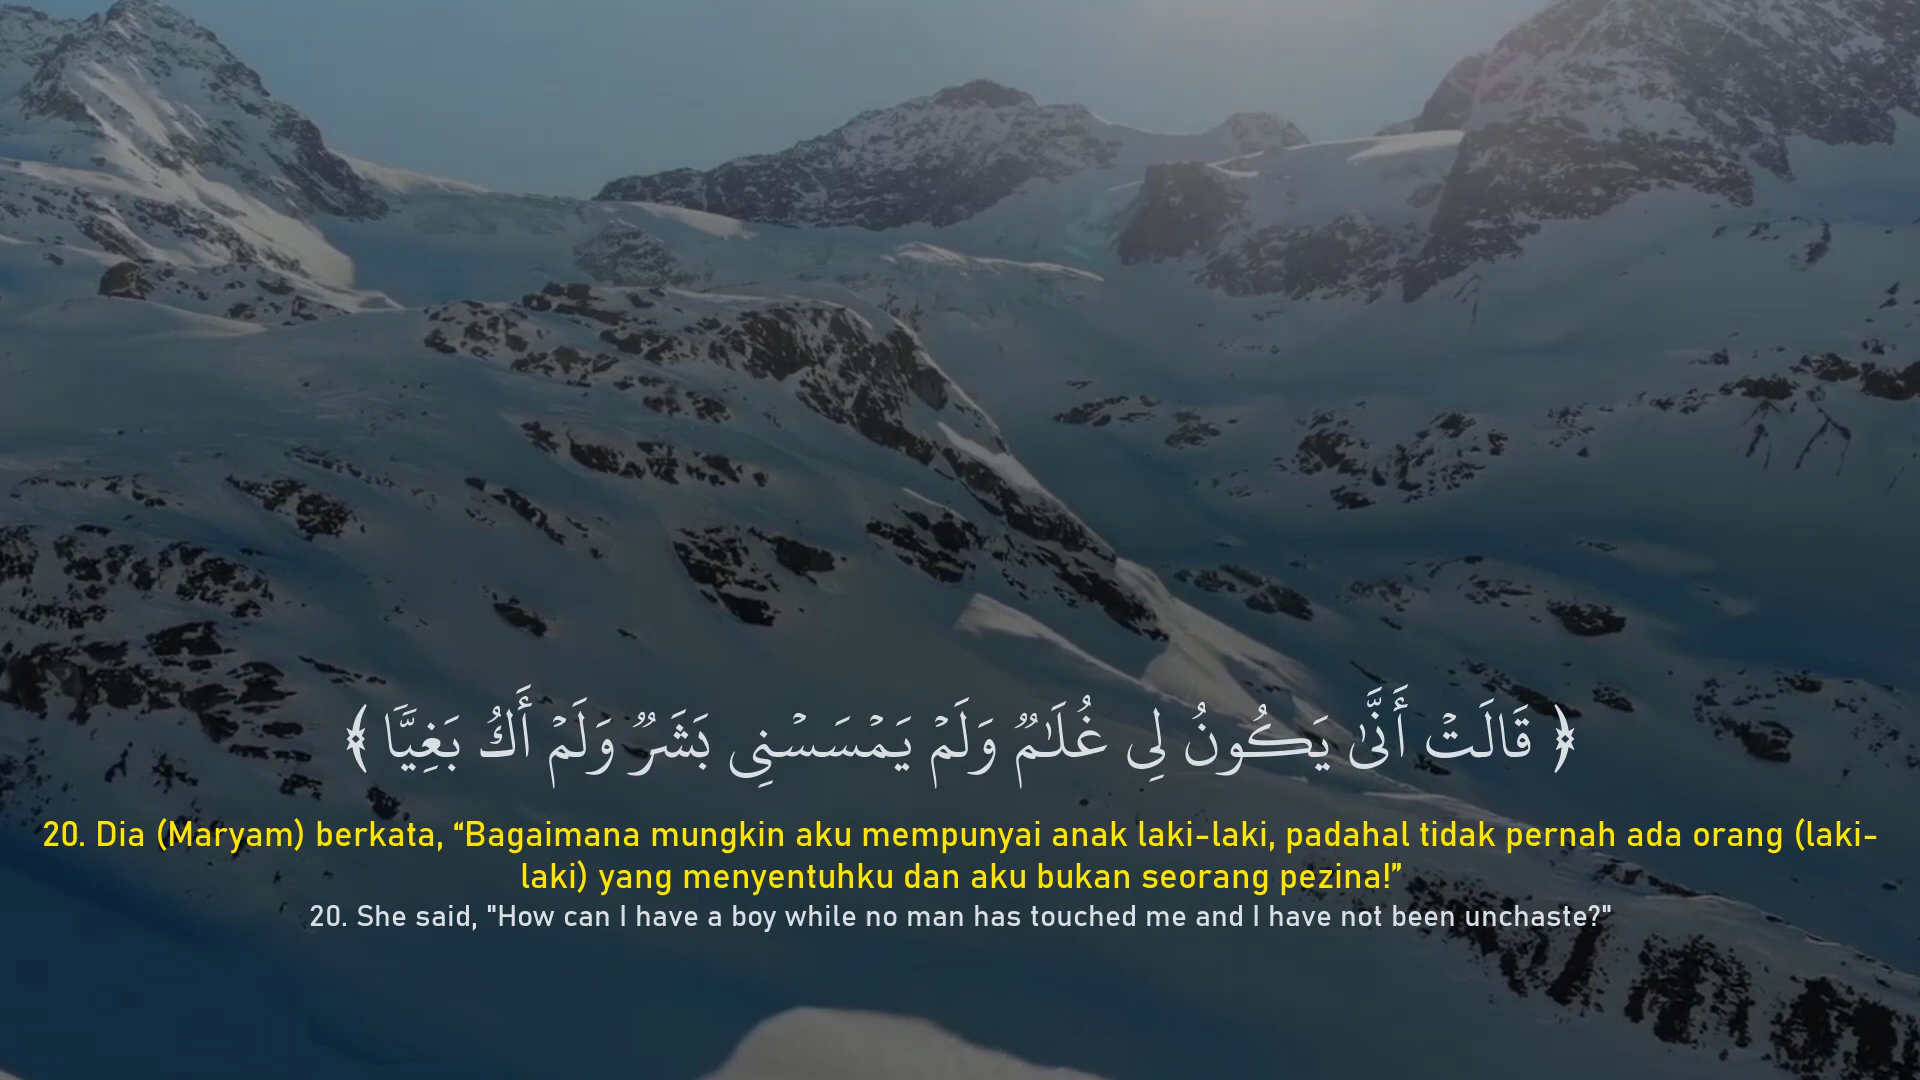 ﴿ قَالَتْ أَنَّىٰ يَكُونُ لِى غُلَـٰمٌ وَلَمْ يَمْسَسْنِى بَشَرٌ وَلَمْ أَكُ بَغِيًّا ﴾
20. Dia (Maryam) berkata, “Bagaimana mungkin aku mempunyai anak laki-laki, padahal tidak pernah ada orang (laki-
laki) yang menyentuhku dan aku bukan seorang pezina!”
20. She said, "How can I have a boy while no man has touched me and I have not been unchaste?"